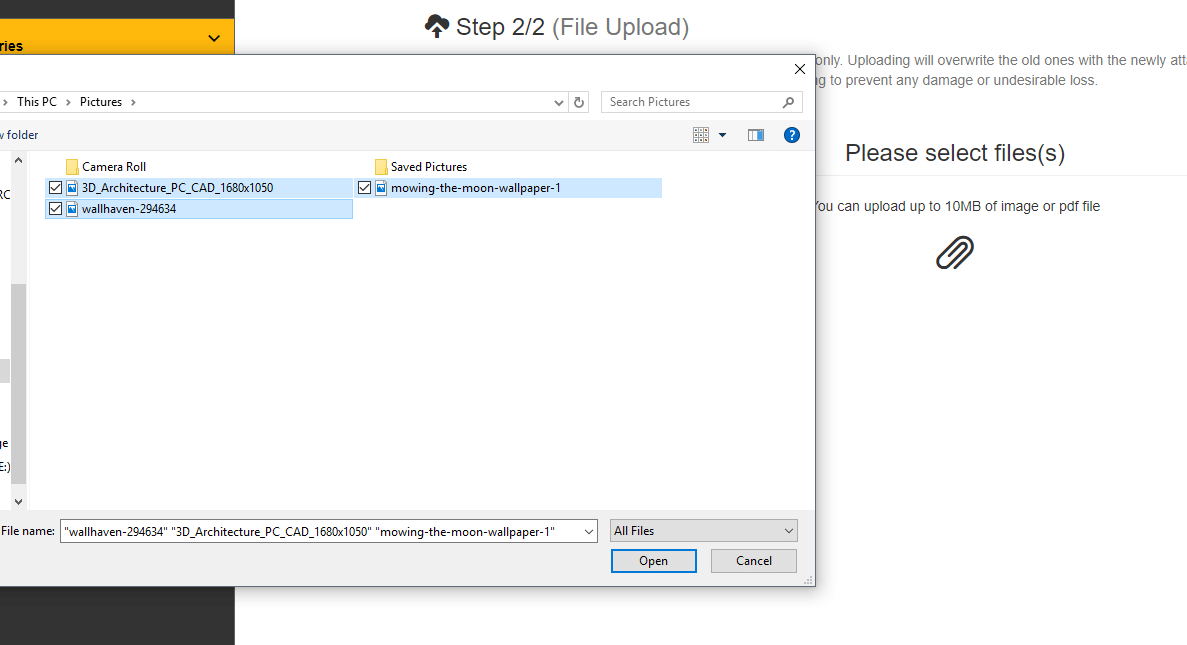 Step 2/2 (File Upload)
ries
only. Uploading will overwrite the old ones with the newly att
ng to prevent any damage or undesirable loss.
This PC > Pictures >
Search Pictures
w folder
Please select files(s)
Camera Roll
Saved Pictures
3D_Architecture_PC_CAD_1680x1050
mowing-the-moon-wallpaper-1
RC
wallhaven-294634
You can upload up to 10MB of image or pdf file
ge
E:)
File name: "wallhaven-294634" "3D_Architecture_PC_CAD_1680x1050" "mowing-the-moon-wallpaper-1"
All Files
Open
Cancel